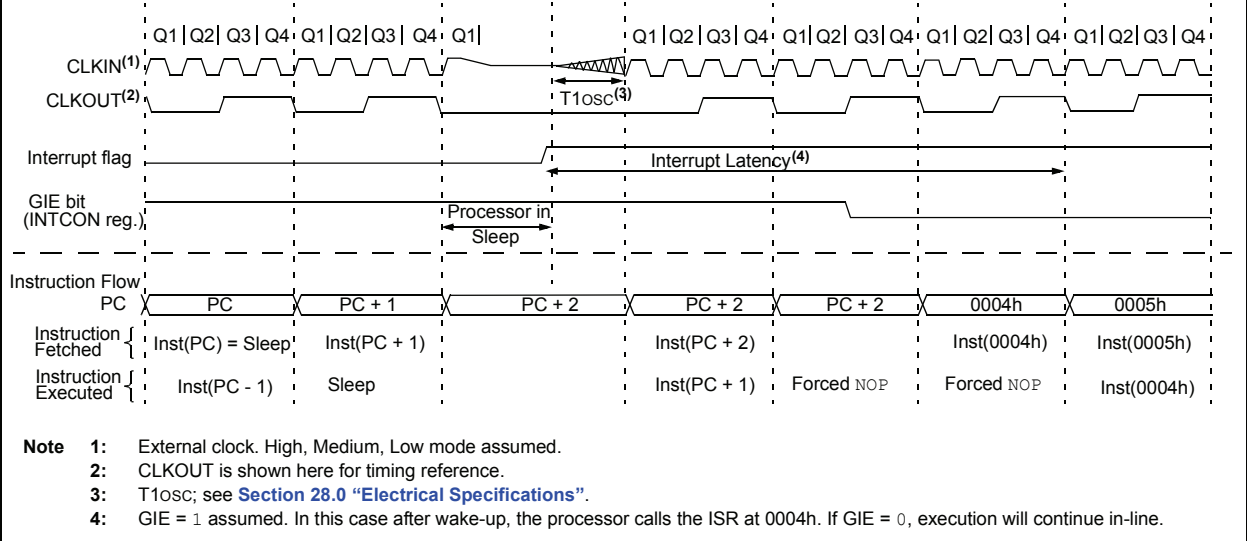 Q1| Q2| Q3| Q4 Q1| Q2| Q3| Q4 Q1| Q1| Q2| Q3| Q4 Q1| Q2| Q3| Q4 Q1| Q2| Q3| Q4 Q1| Q2| Q3| Q4
CLKIN(1)
T1OSC(3)
CLKOUT(2)
Interrupt flag
Interrupt Latency(4)
GIE bit
(INTCON reg.)
Processor in
Sleep
Instruction Flow
PC PC PC + 1 PC + 2 PC + 2 PC + 2 0004h 0005h
Instruction
Fetched
Inst(PC) = Sleep Inst(PC + 1) Inst(PC + 2) Inst(0004h) Inst(0005h)
Instruction
Executed
Inst(PC - 1) Sleep Inst(PC + 1) Forced NOP Forced NOP Inst(0004h)
Note 1: External clock. High, Medium, Low mode assumed.
2: CLKOUT is shown here for timing reference.
3: T1OSC; see Section 28.0 “Electrical Specifications”.
4: GIE = 1 assumed. In this case after wake-up, the processor calls the ISR at 0004h. If GIE = 0, execution will continue in-line.